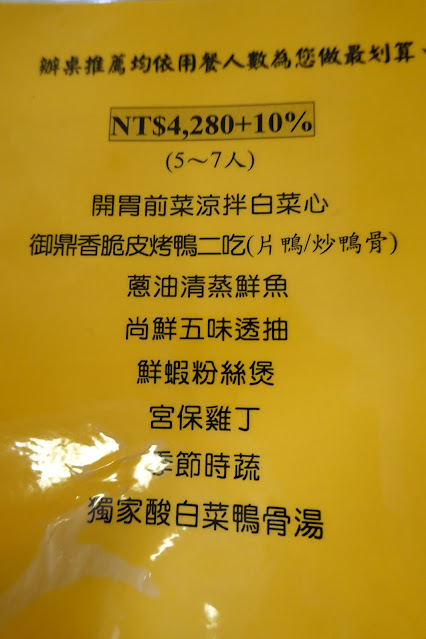 辦桌推薦均依用餐人數為您做最划算
NT$4,280+10%
(5～7人)
開胃前菜涼拌白菜心
御鼎香脆皮烤鴨二吃(片鴨/炒鴨骨)
蔥油清蒸鮮魚
尚鮮五味透抽
鮮蝦粉絲煲
宮保雞丁
季節時蔬
獨家酸白菜鴨骨湯